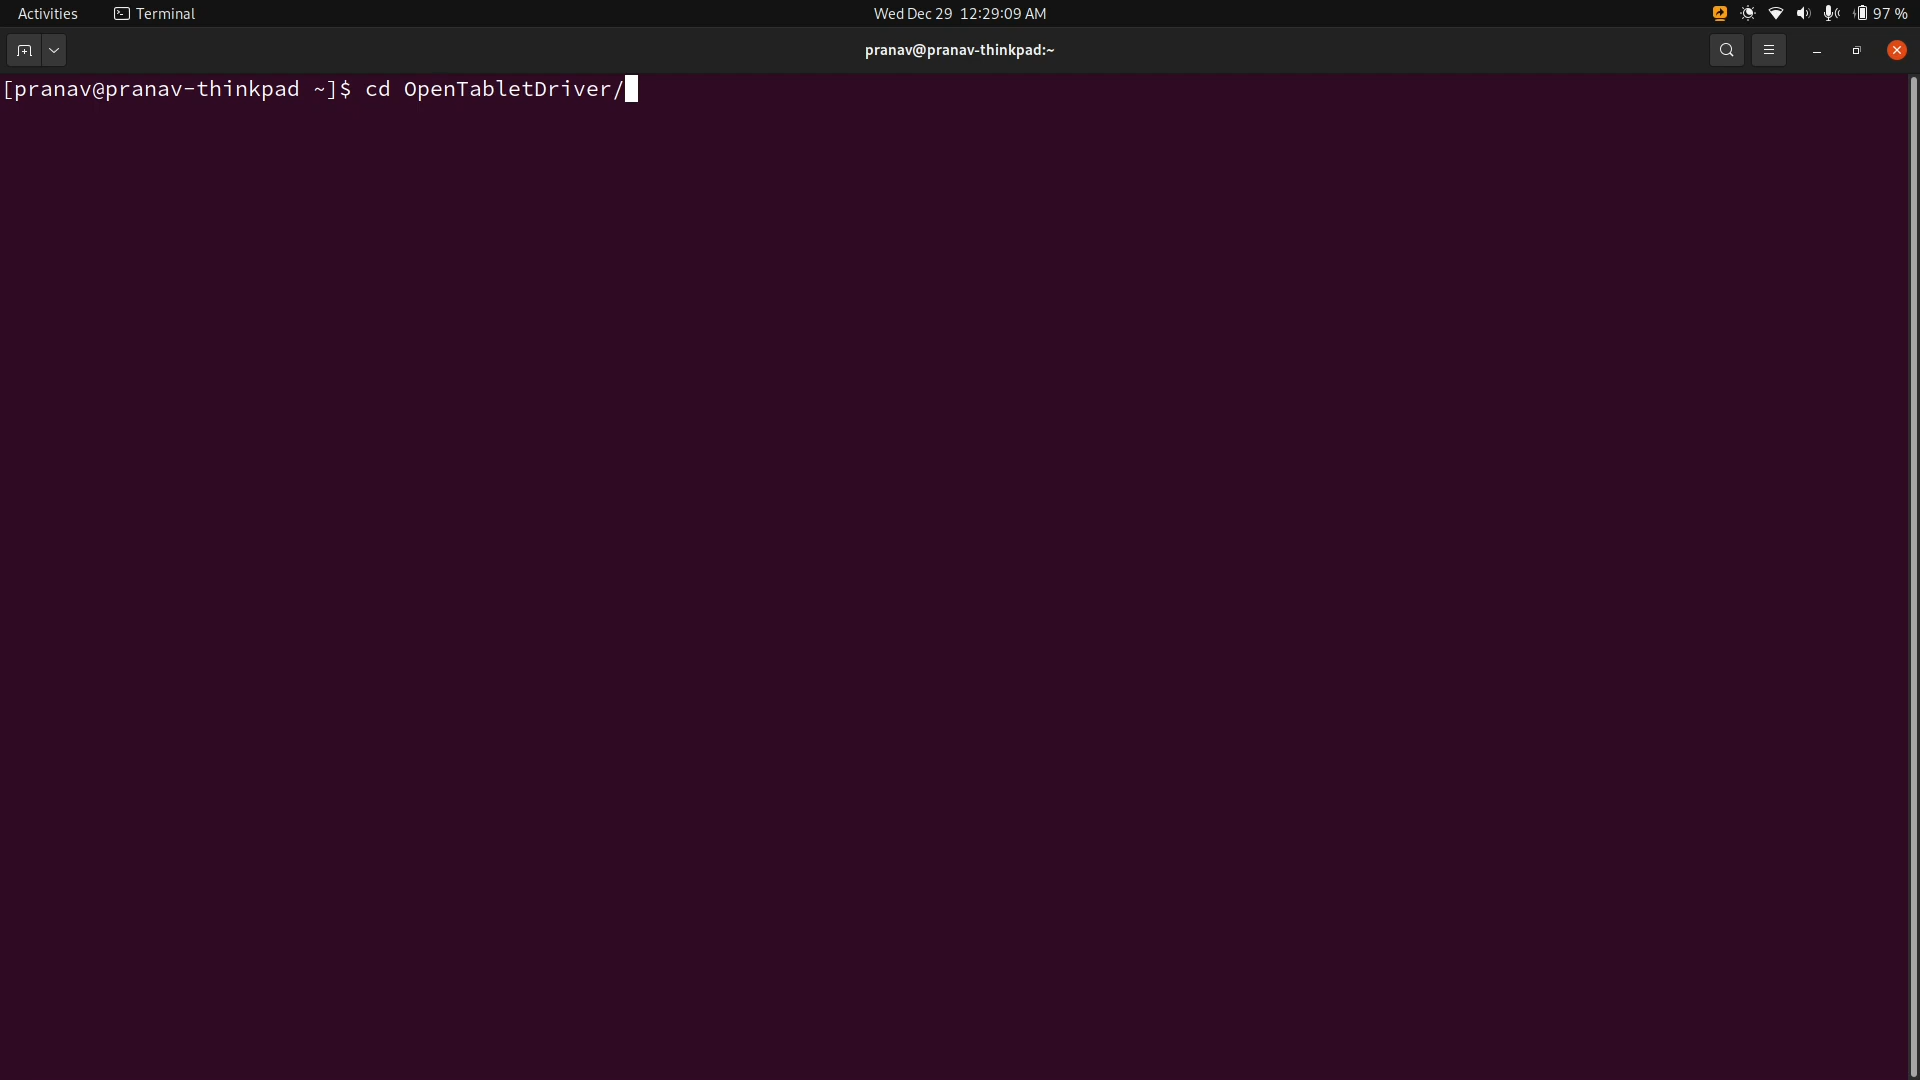 Activities Terminal Wed Dec 29 12:29:09 AM 97 %
pranav@pranav-thinkpad:~
[pranav@pranav-thinkpad ~]$ cd OpenTabletDriver/